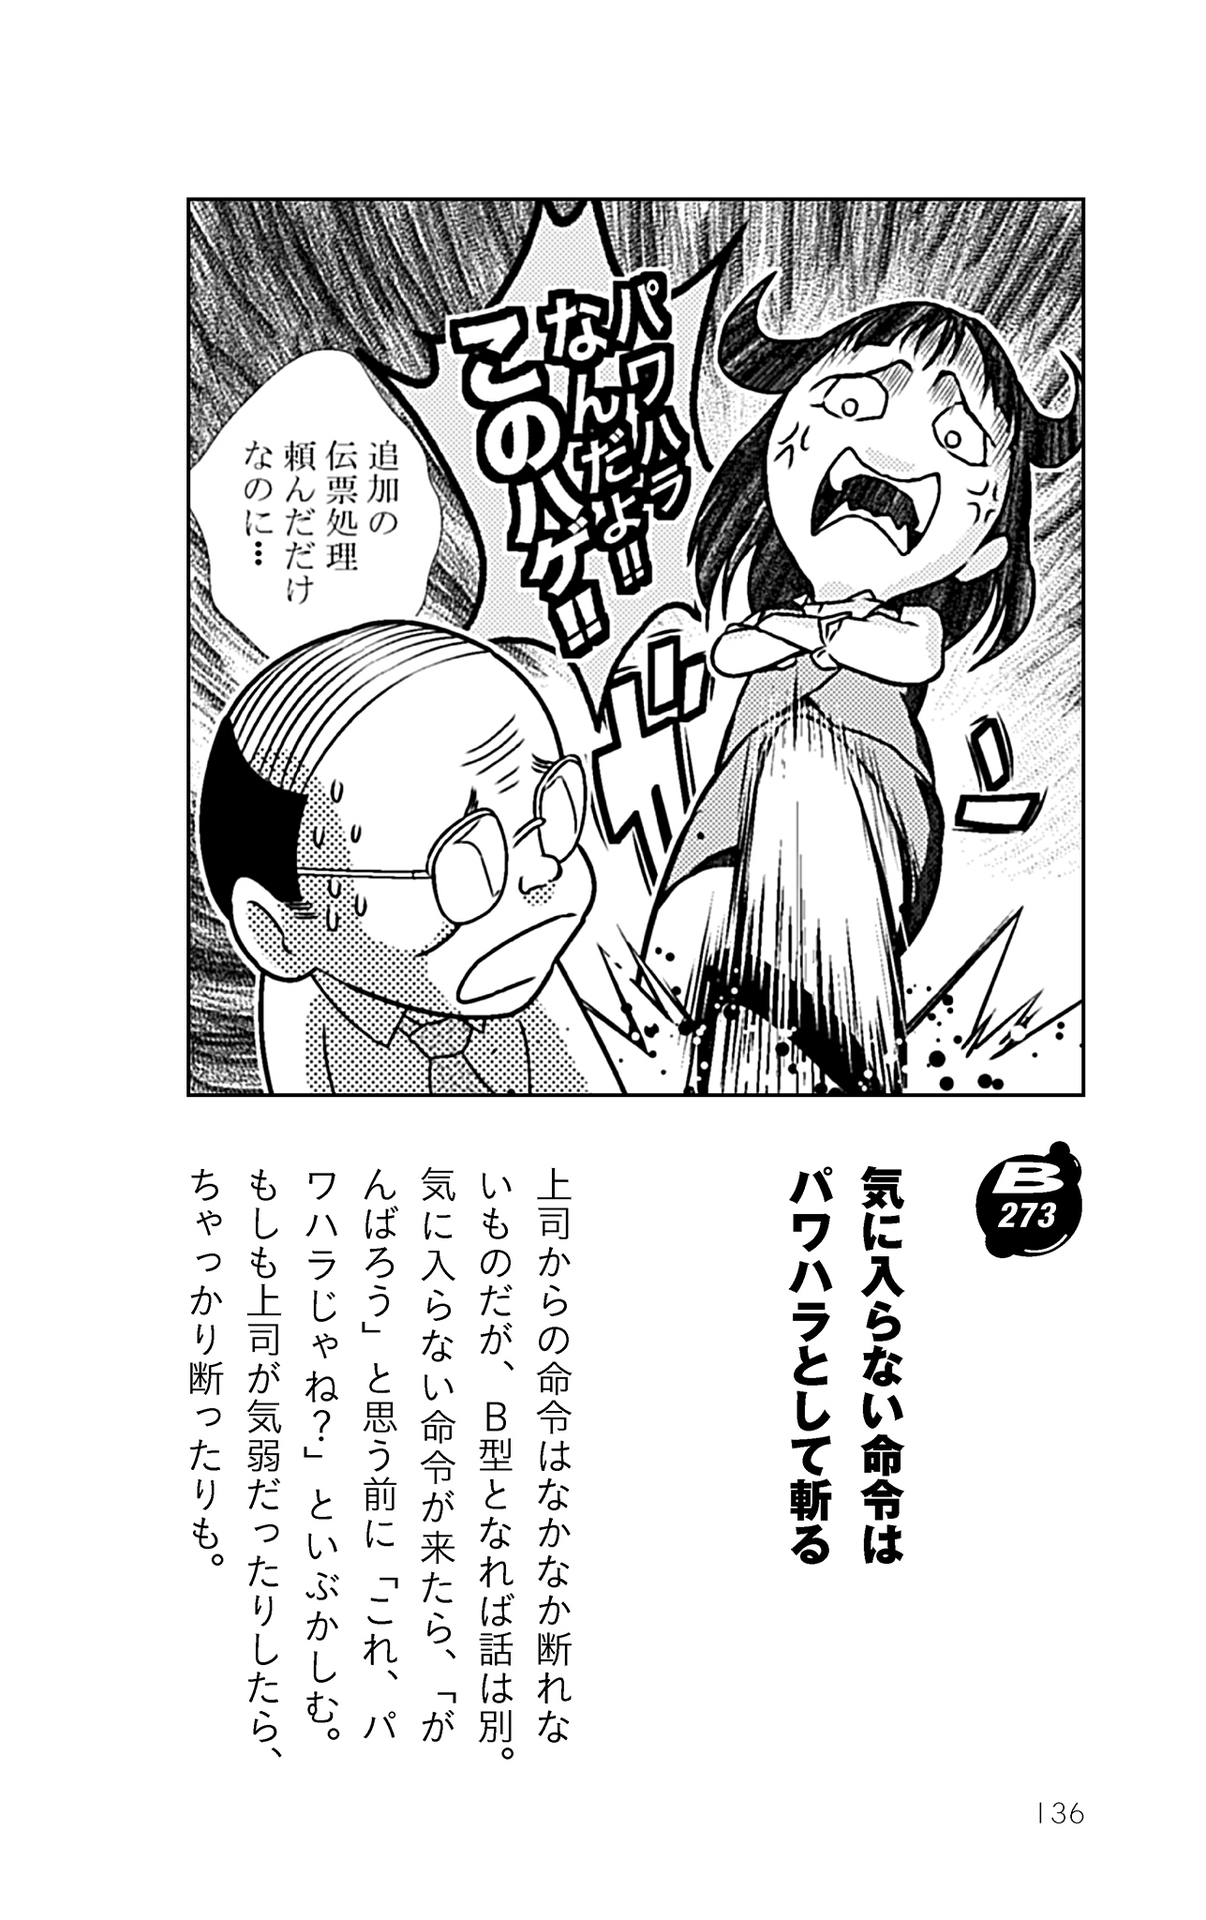 パワハラ
なんだよ!!
このハゲ!!
追加の
伝票処理
頼んだだけ
なのに…
ガガーン
B
273
気に入らない命令は
パワハラとして斬る
上司からの命令はなかなか断れな
いものだが、B型となれば話は別。
気に入らない命令が来たら、「が
んばろう」と思う前に「これ、パ
ワハラじゃね?」といぶかしむ。
もしも上司が気弱だったりしたら、
ちゃっかり断ったりも。
136